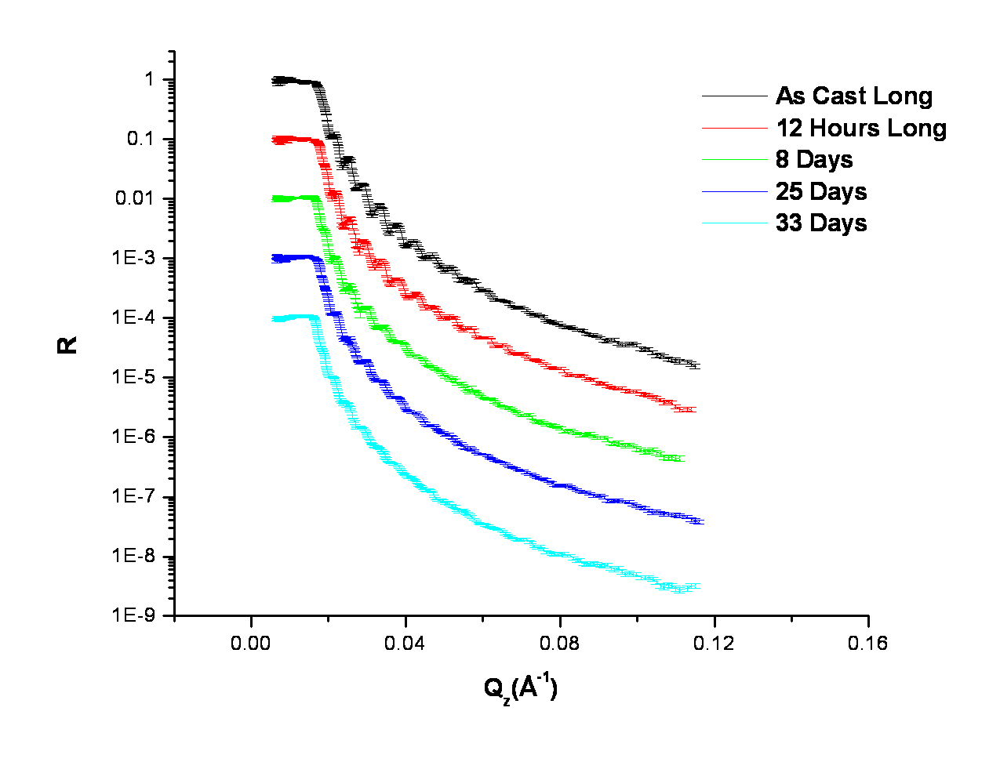 1
0.1
0.01
1E-3
1E-4
1E-5
1E-6
1E-7
1E-8
1E-9
R
As Cast Long
12 Hours Long
8 Days
25 Days
33 Days
0.00 0.04 0.08 0.12 0.16
Qz(Å-1)